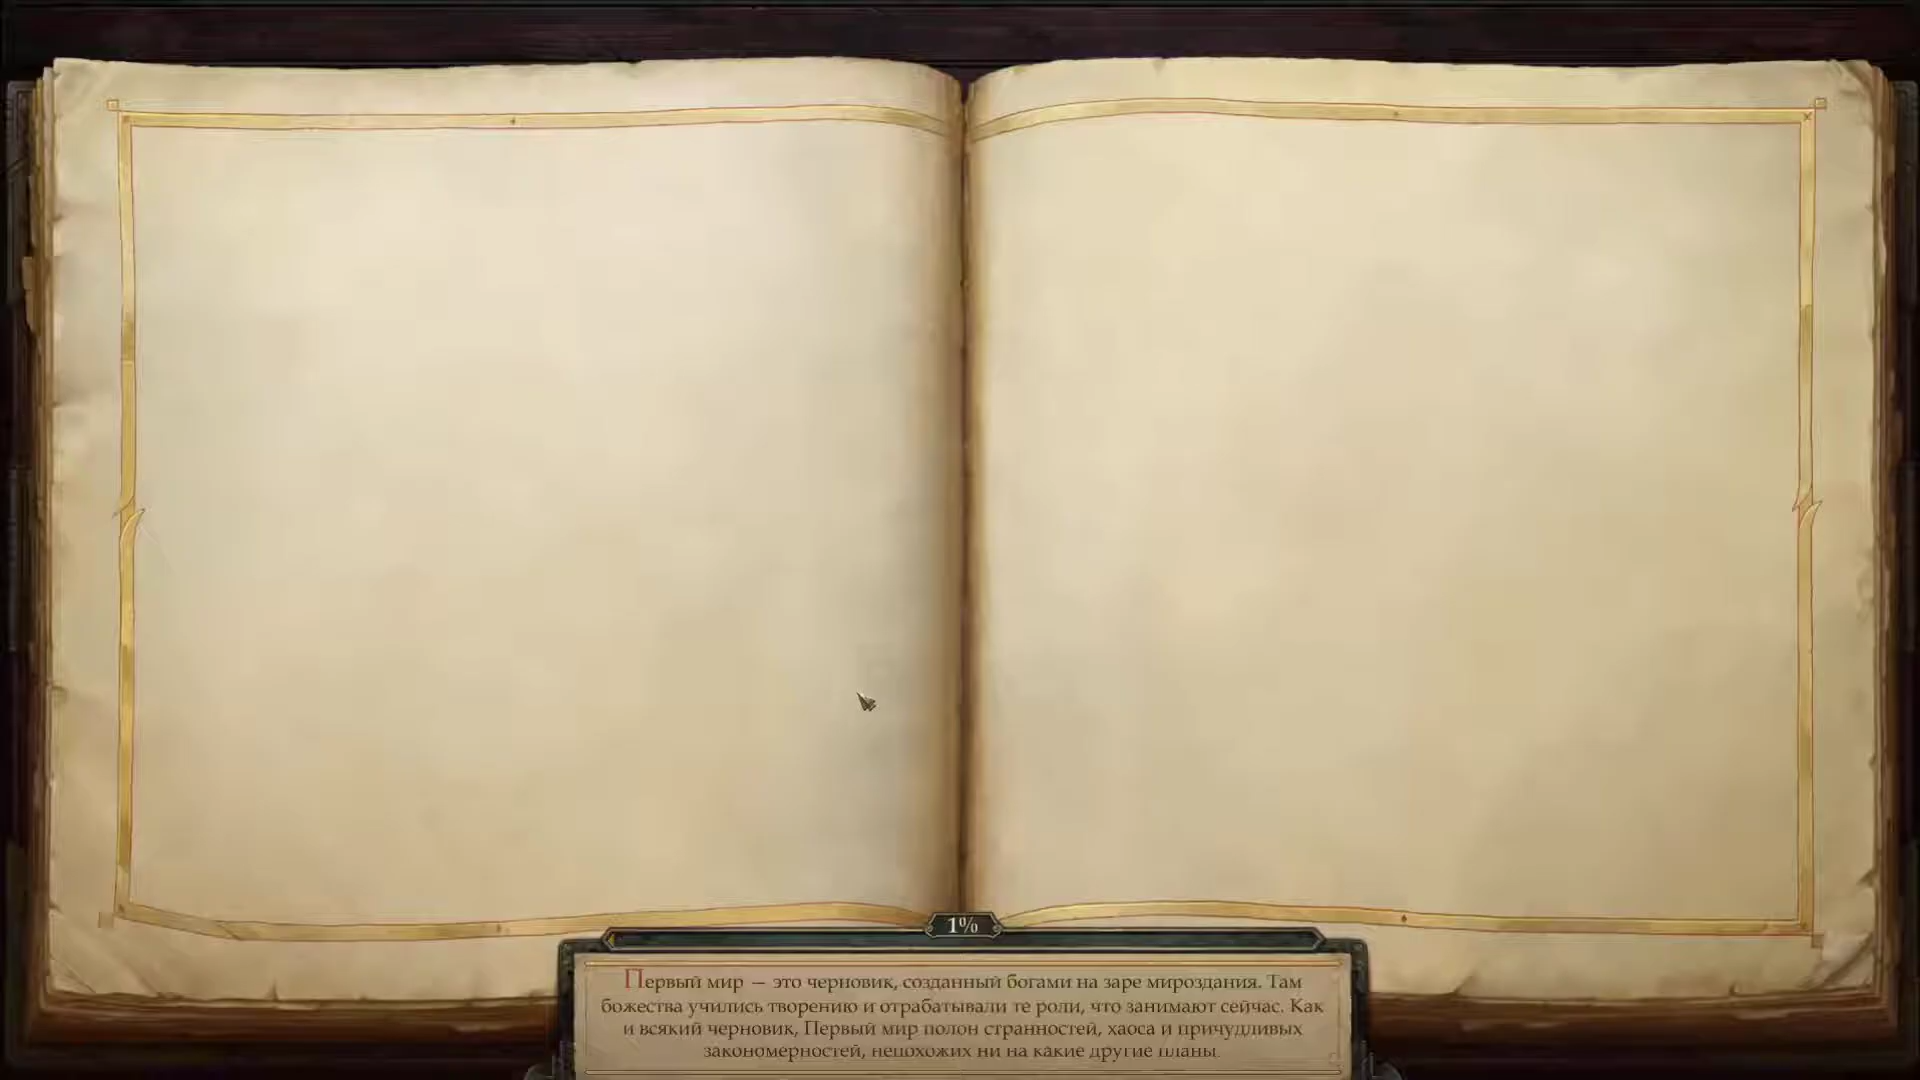 1%
Первый мир — это черновик, созданный богами на заре мироздания. Там
божества учились творению и отрабатывали те роли, что занимают сейчас. Как
и всякий черновик, Первый мир полон странностей, хаоса и причудливых
закономерностей, непохожих ни на какие другие планы.